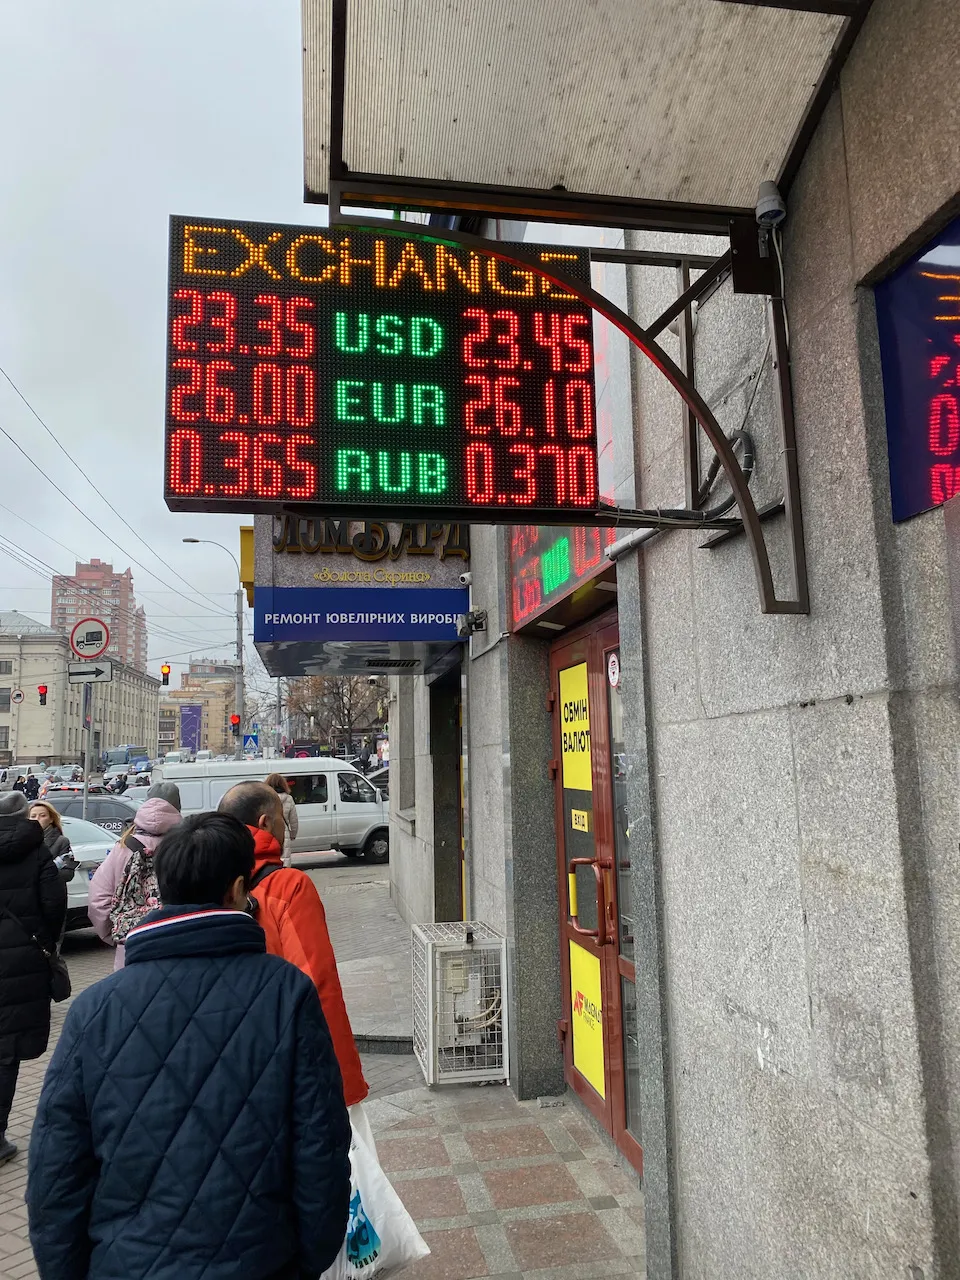 EXCHANGE
23.35 USD 23.45
26.00 EUR 26.10
0.365 RUB 0.370
ЛОМБАРД
«Золота Скриня»
РЕМОНТ ЮВЕЛІРНИХ
ОБМІН
ВАЛЮТ
ВХІД